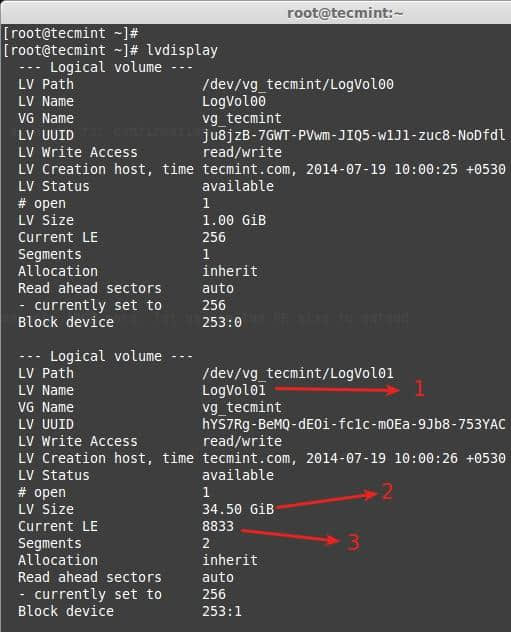 root@tecmint:~
[root@tecmint ~]#
[root@tecmint ~]# lvdisplay
--- Logical volume ---
LV Path /dev/vg_tecmint/LogVol00
LV Name LogVol00
VG Name vg_tecmint
LV UUID ju8jzB-7GWT-PVwm-JIQ5-w1J1-zuc8-NoDfdl
LV Write Access read/write
LV Creation host, time tecmint.com, 2014-07-19 10:00:25 +0530
LV Status available
# open 1
LV Size 1.00 GiB
Current LE 256
Segments 1
Allocation inherit
Read ahead sectors auto
- currently set to 256
Block device 253:0
--- Logical volume ---
LV Path /dev/vg_tecmint/LogVol01
LV Name LogVol01 1
VG Name vg_tecmint
LV UUID hYS7Rg-BeMQ-dEOi-fc1c-mOEa-9Jb8-753YAC
LV Write Access read/write
LV Creation host, time tecmint.com, 2014-07-19 10:00:26 +0530
LV Status available
# open 1 2
LV Size 34.50 GiB
Current LE 8833
Segments 2 3
Allocation inherit
Read ahead sectors auto
- currently set to 256
Block device 253:1